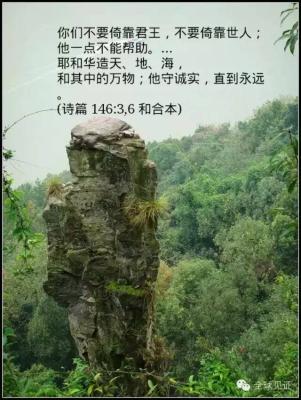 你们不要倚靠君王，不要倚靠世人；
他一点不能帮助。...
耶和华造天、地、海，
和其中的万物；他守诚实，直到永远
。
(诗篇 146:3,6 和合本)
全球见证